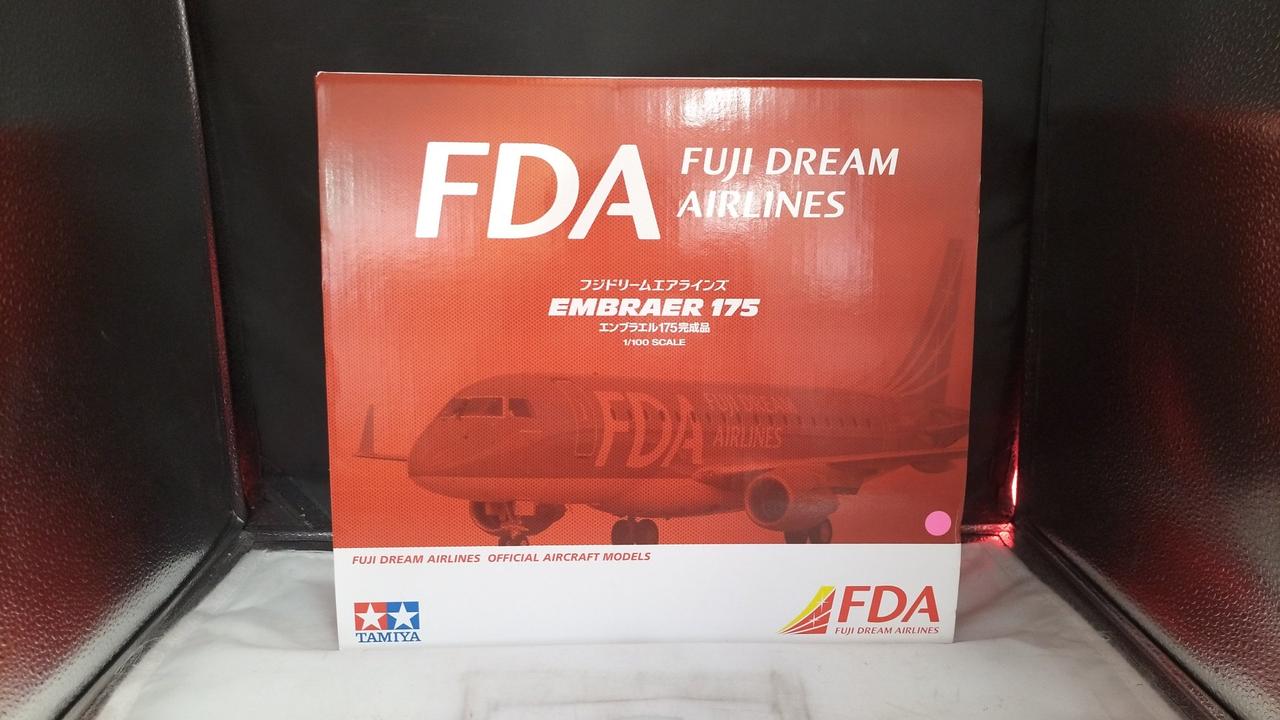 FDA FUJI DREAM
AIRLINES
フジドリームエアラインズ
EMBRAER 175
エンブラエル175完成品
1/100 SCALE
FDA FUJI DREAM
AIRLINES
FUJI DREAM AIRLINES OFFICIAL AIRCRAFT MODELS
TAMIYA
FDA
FUJI DREAM AIRLINES